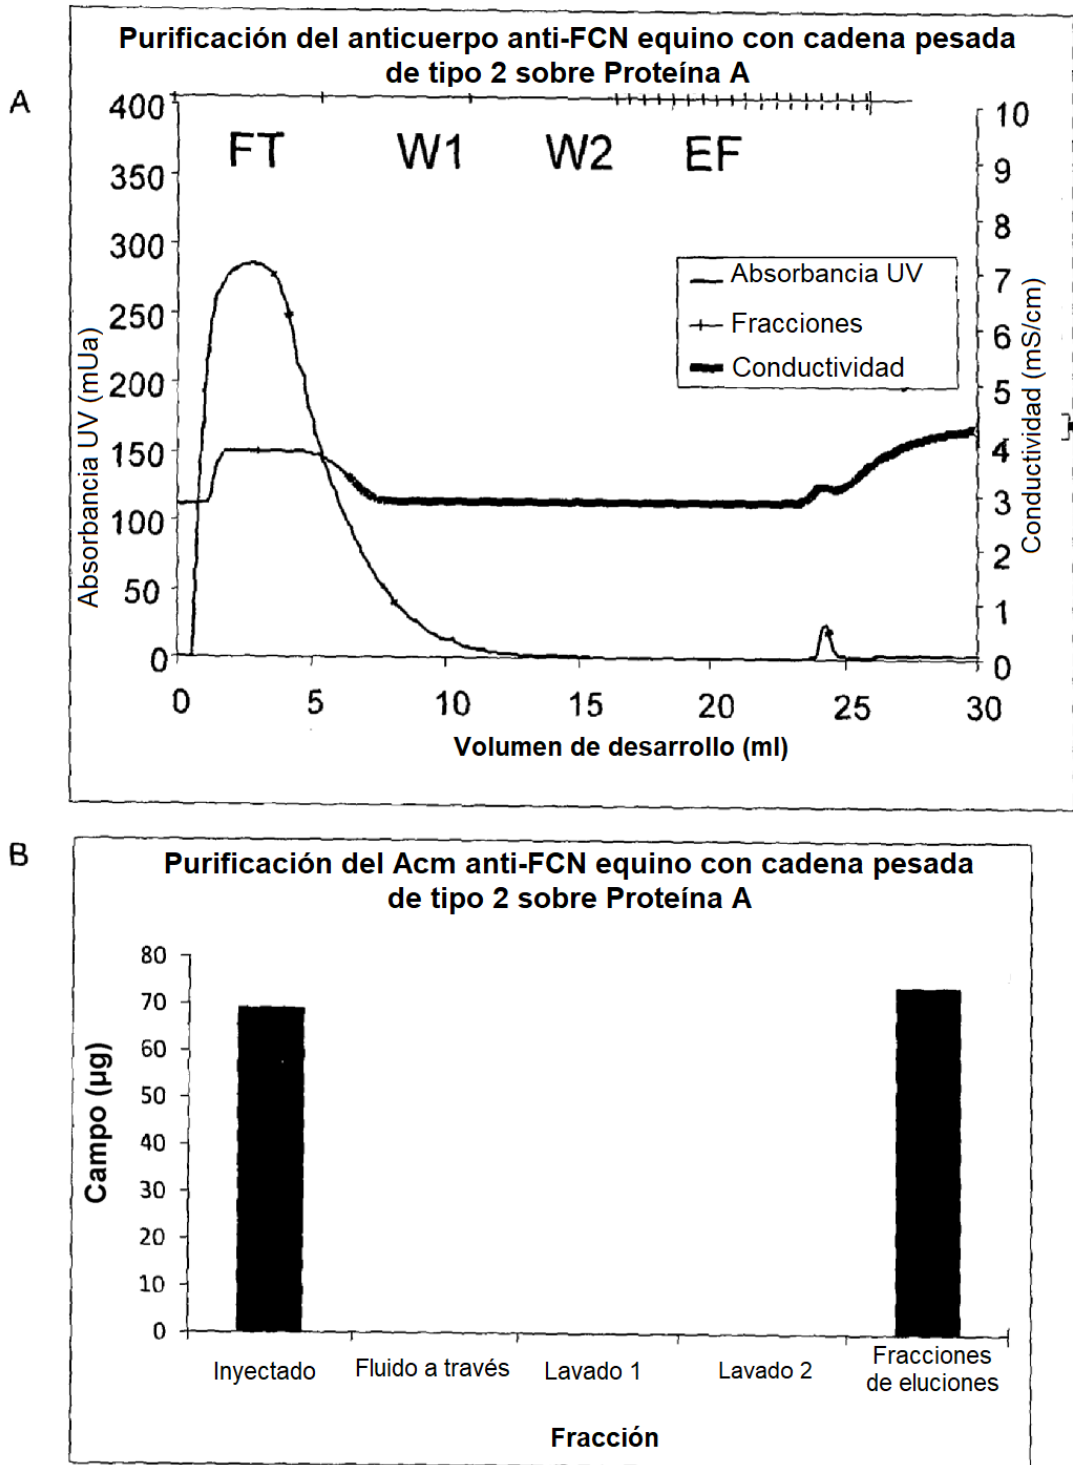 A
Purificación del anticuerpo anti-FCN equino con cadena pesada
de tipo 2 sobre Proteína A
400
350
300
250
200
150
100
50
0
FT W1 W2 EF
10
9
8
7
6
5
4
3
2
1
0
Absorbancia UV
Fracciones
Conductividad
Absorbancia UV (mUa)
Conductividad (mS/cm)
0 5 10 15 20 25 30
Volumen de desarrollo (ml)
B
Purificación del Acm anti-FCN equino con cadena pesada
de tipo 2 sobre Proteína A
80
70
60
50
40
30
20
10
0
Campo (µg)
Inyectado Fluido a través Lavado 1 Lavado 2 Fracciones
de eluciones
Fracción